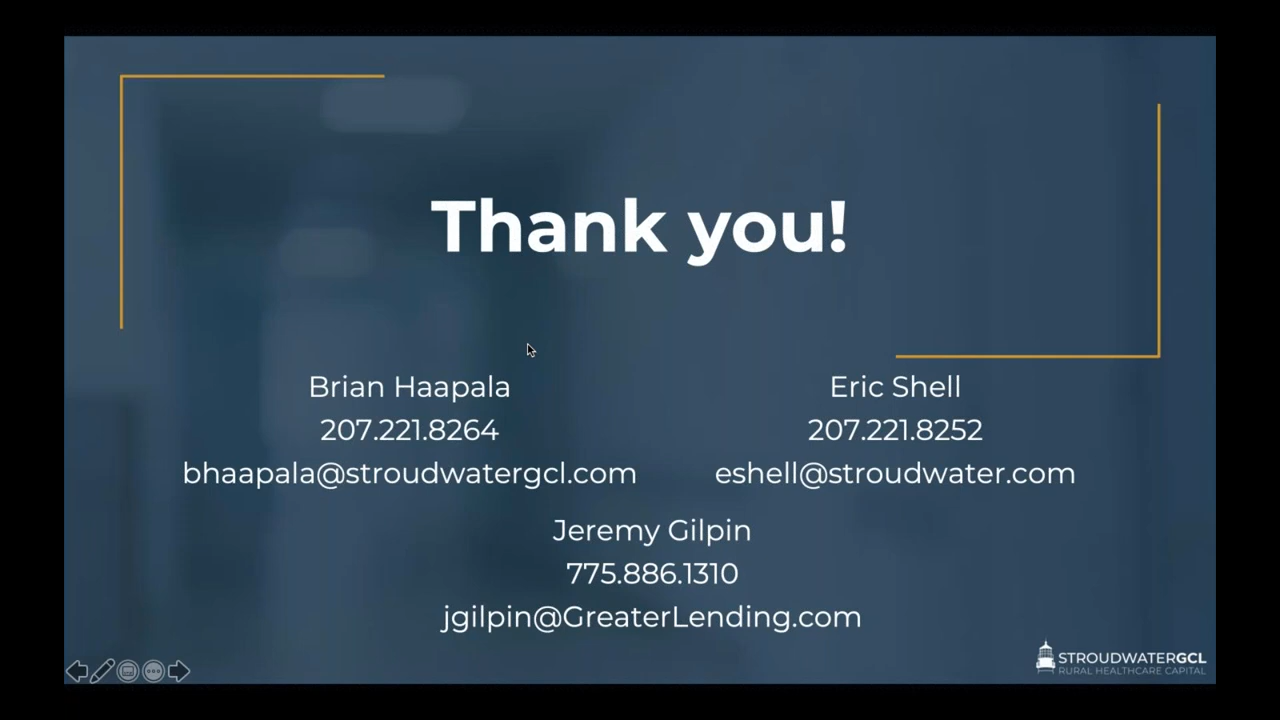 Thank you!
Brian Haapala
207.221.8264
bhaapala@stroudwatergcl.com
Eric Shell
207.221.8252
eshell@stroudwater.com
Jeremy Gilpin
775.886.1310
jgilpin@GreaterLending.com
STROUDWATERGCL
RURAL HEALTHCARE CAPITAL